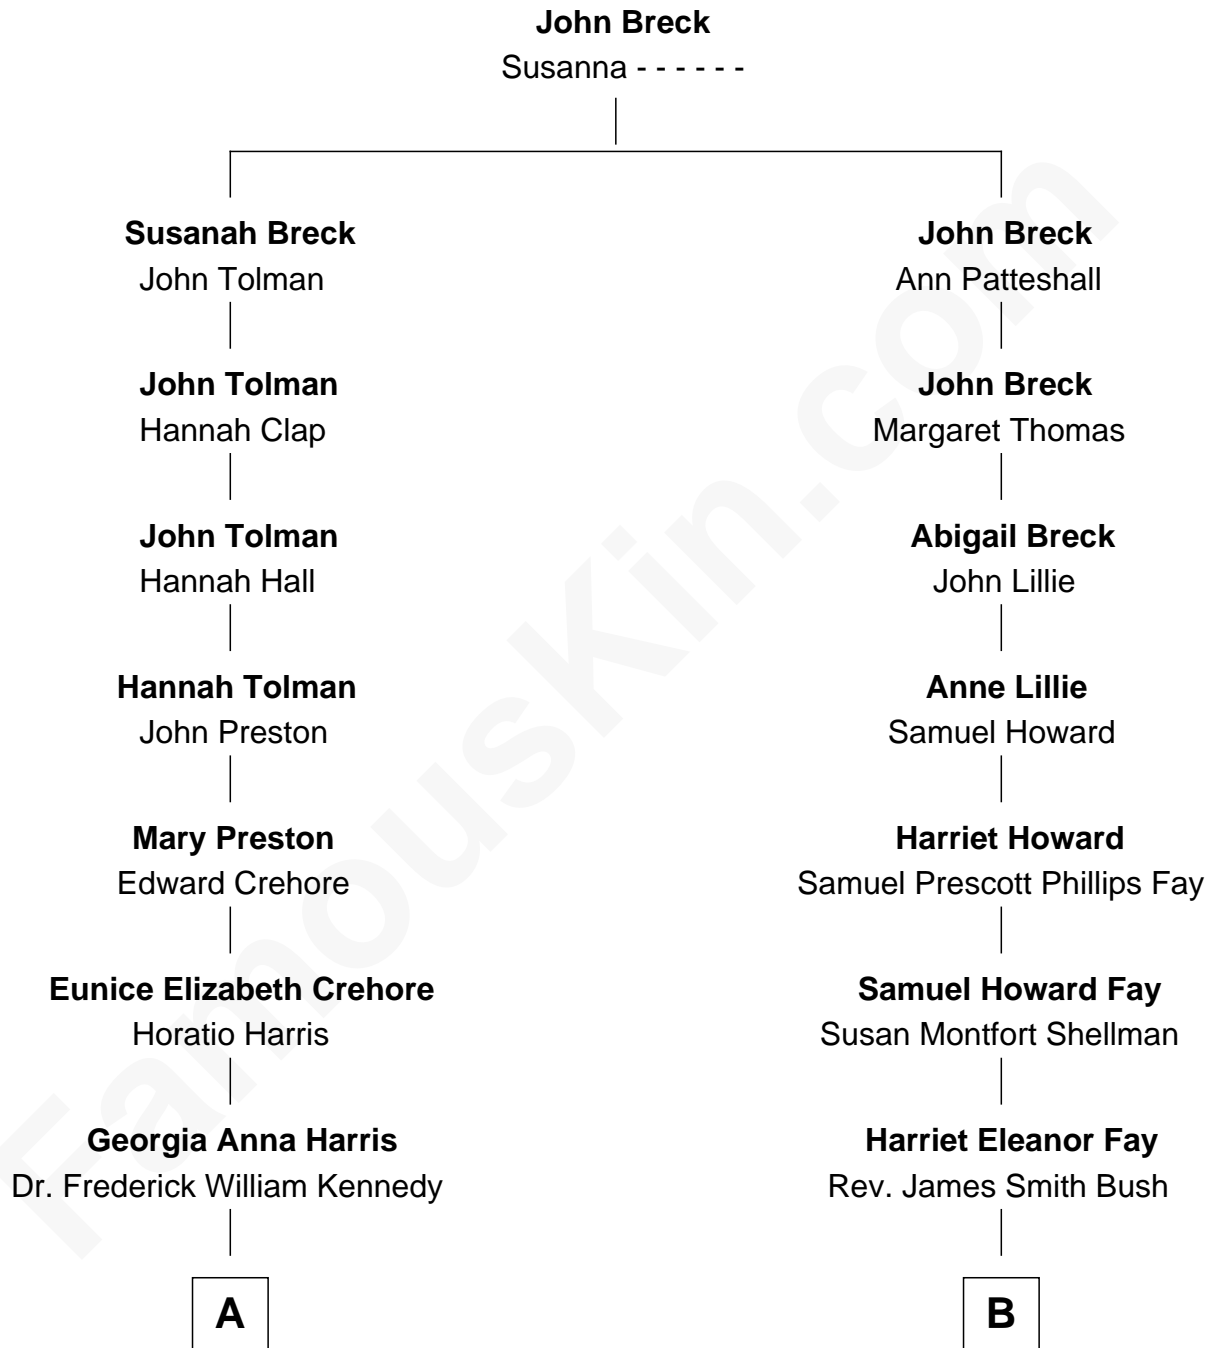 John Breck
Susanna - - - - - -
Susanah Breck
John Tolman
John Breck
Ann Patteshall
John Tolman
Hannah Clap
John Breck
Margaret Thomas
John Tolman
Hannah Hall
Abigail Breck
John Lillie
Hannah Tolman
John Preston
Anne Lillie
Samuel Howard
Mary Preston
Edward Crehore
Harriet Howard
Samuel Prescott Phillips Fay
Eunice Elizabeth Crehore
Horatio Harris
Samuel Howard Fay
Susan Montfort Shellman
Georgia Anna Harris
Dr. Frederick William Kennedy
Harriet Eleanor Fay
Rev. James Smith Bush
A
B
FamousKin.com